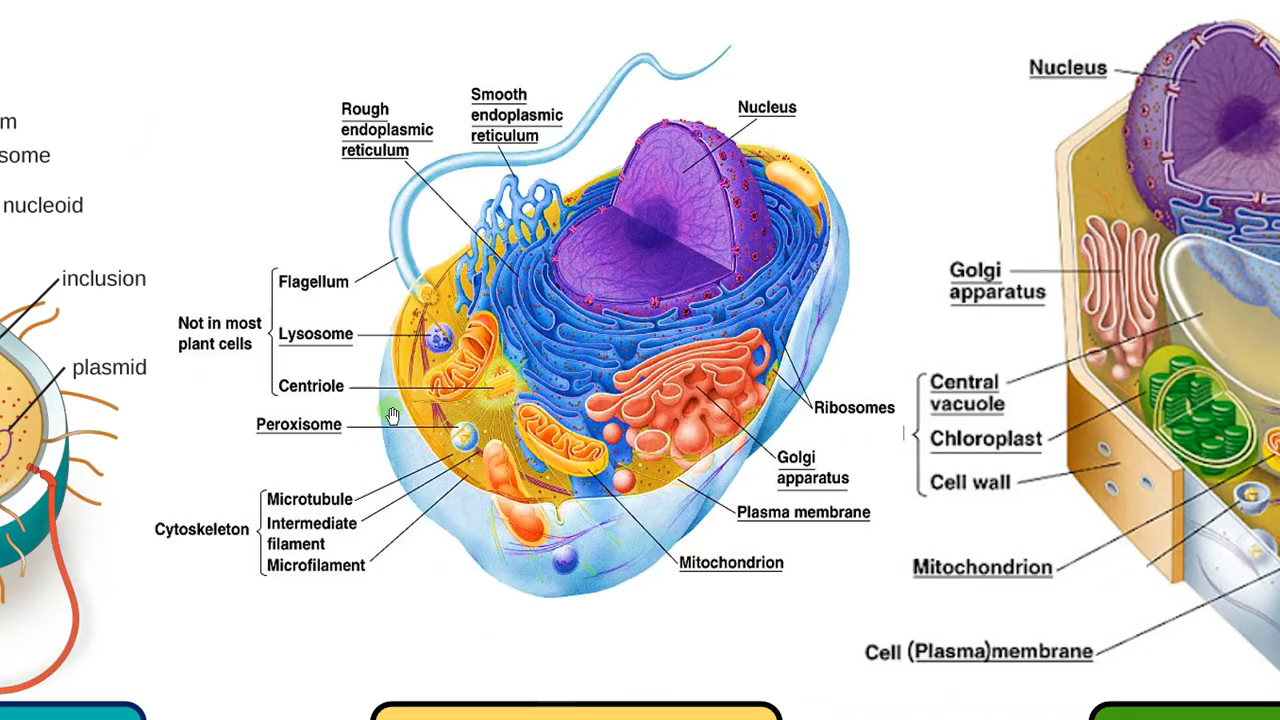 m
some
nucleoid
inclusion
plasmid
Rough
endoplasmic
reticulum
Smooth
endoplasmic
reticulum
Nucleus
Flagellum
Not in most
plant cells
Lysosome
Centriole
Peroxisome
Cytoskeleton
Microtubule
Intermediate
filament
Microfilament
Ribosomes
Golgi
apparatus
Plasma membrane
Mitochondrion
Nucleus
Golgi
apparatus
Central
vacuole
Chloroplast
Cell wall
Mitochondrion
Cell (Plasma)membrane